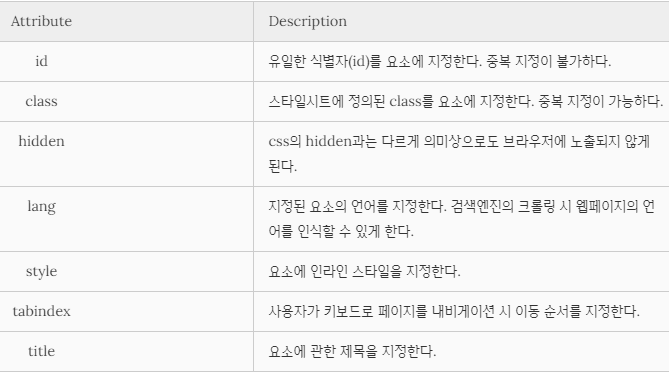 Attribute Description
id 유일한 식별자(id)를 요소에 지정한다. 중복 지정이 불가하다.
class 스타일시트에 정의된 class를 요소에 지정한다. 중복 지정이 가능하다.
hidden css의 hidden과는 다르게 의미상으로도 브라우저에 노출되지 않게
된다.
lang 지정된 요소의 언어를 지정한다. 검색엔진의 크롤링 시 웹페이지의 언
어를 인식할 수 있게 한다.
style 요소에 인라인 스타일을 지정한다.
tabindex 사용자가 키보드로 페이지를 내비게이션 시 이동 순서를 지정한다.
title 요소에 관한 제목을 지정한다.